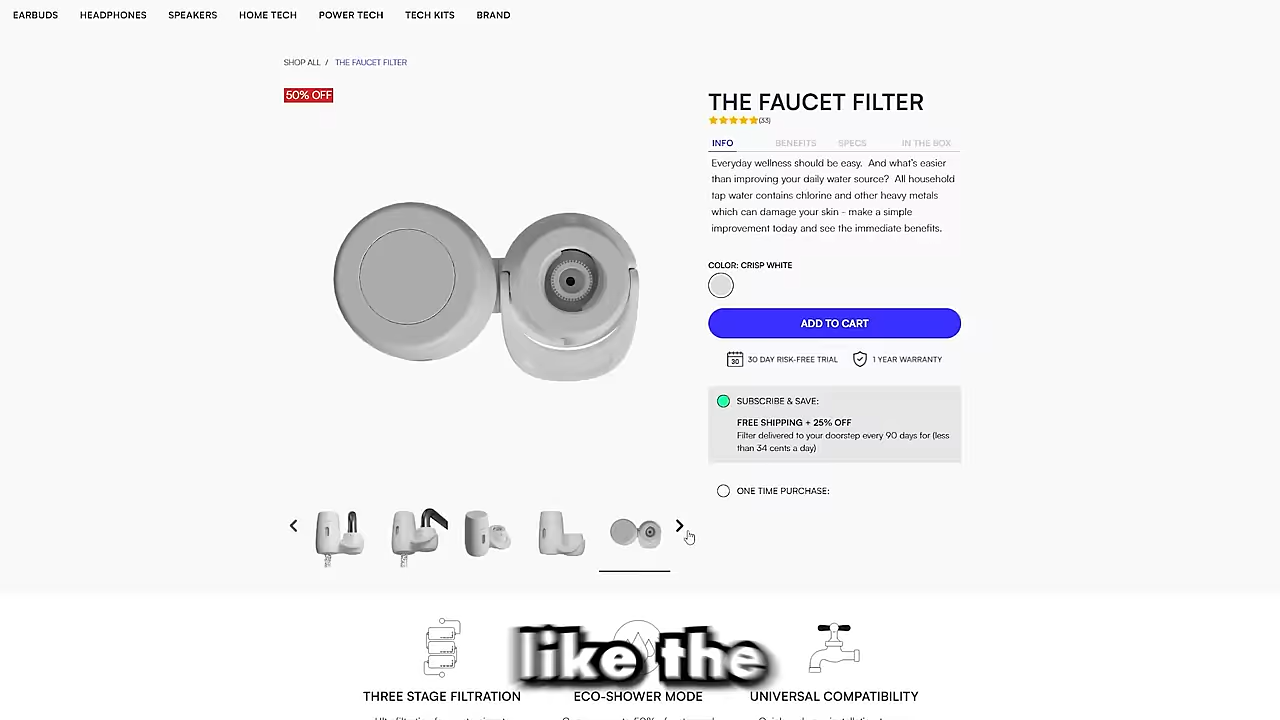 EARBUDS HEADPHONES SPEAKERS HOME TECH POWER TECH TECH KITS BRAND
SHOP ALL / THE FAUCET FILTER
50% OFF
THE FAUCET FILTER
(33)
INFO BENEFITS SPECS IN THE BOX
Everyday wellness should be easy. And what's easier
than improving your daily water source? All household
tap water contains chlorine and other heavy metals
which can damage your skin - make a simple
improvement today and see the immediate benefits.
COLOR: CRISP WHITE
ADD TO CART
30 30 DAY RISK-FREE TRIAL 1 YEAR WARRANTY
SUBSCRIBE & SAVE:
FREE SHIPPING + 25% OFF
Filter delivered to your doorstep every 90 days for (less
than 34 cents a day)
ONE TIME PURCHASE:
like the
THREE STAGE FILTRATION ECO-SHOWER MODE UNIVERSAL COMPATIBILITY